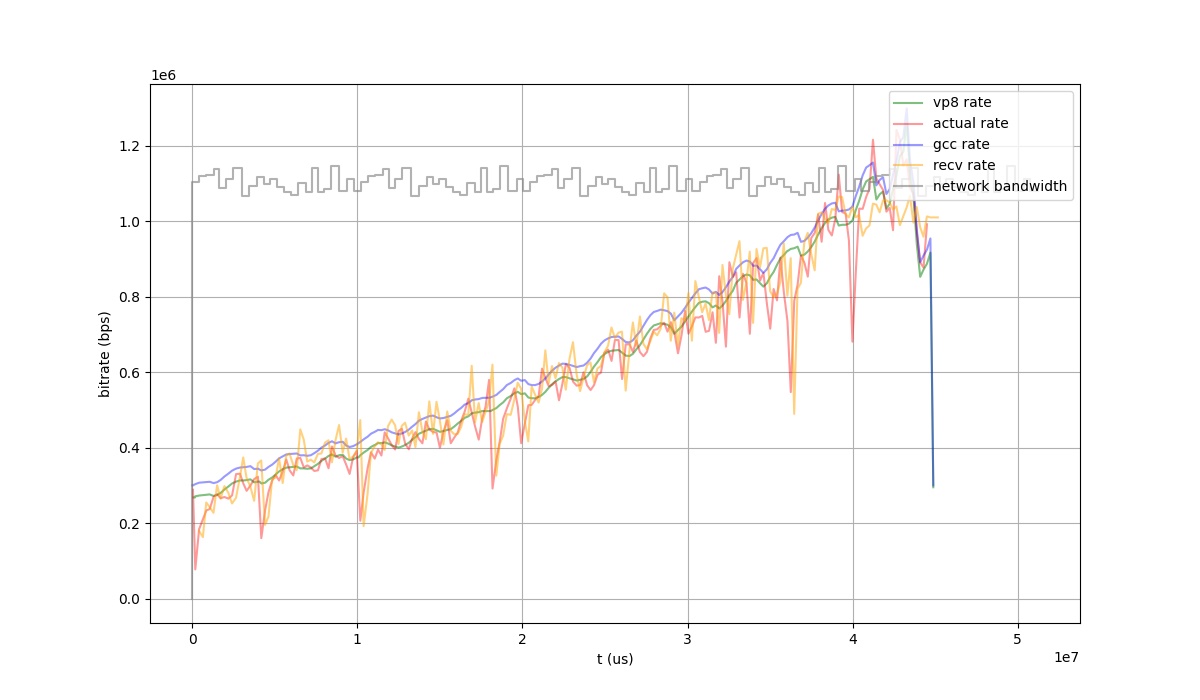 1e6
vp8 rate
actual rate
gcc rate
recv rate
network bandwidth
1.2
1.0
0.8
0.6
0.4
0.2
0.0
bitrate (bps)
0 1 2 3 4 5
t (us)
1e7